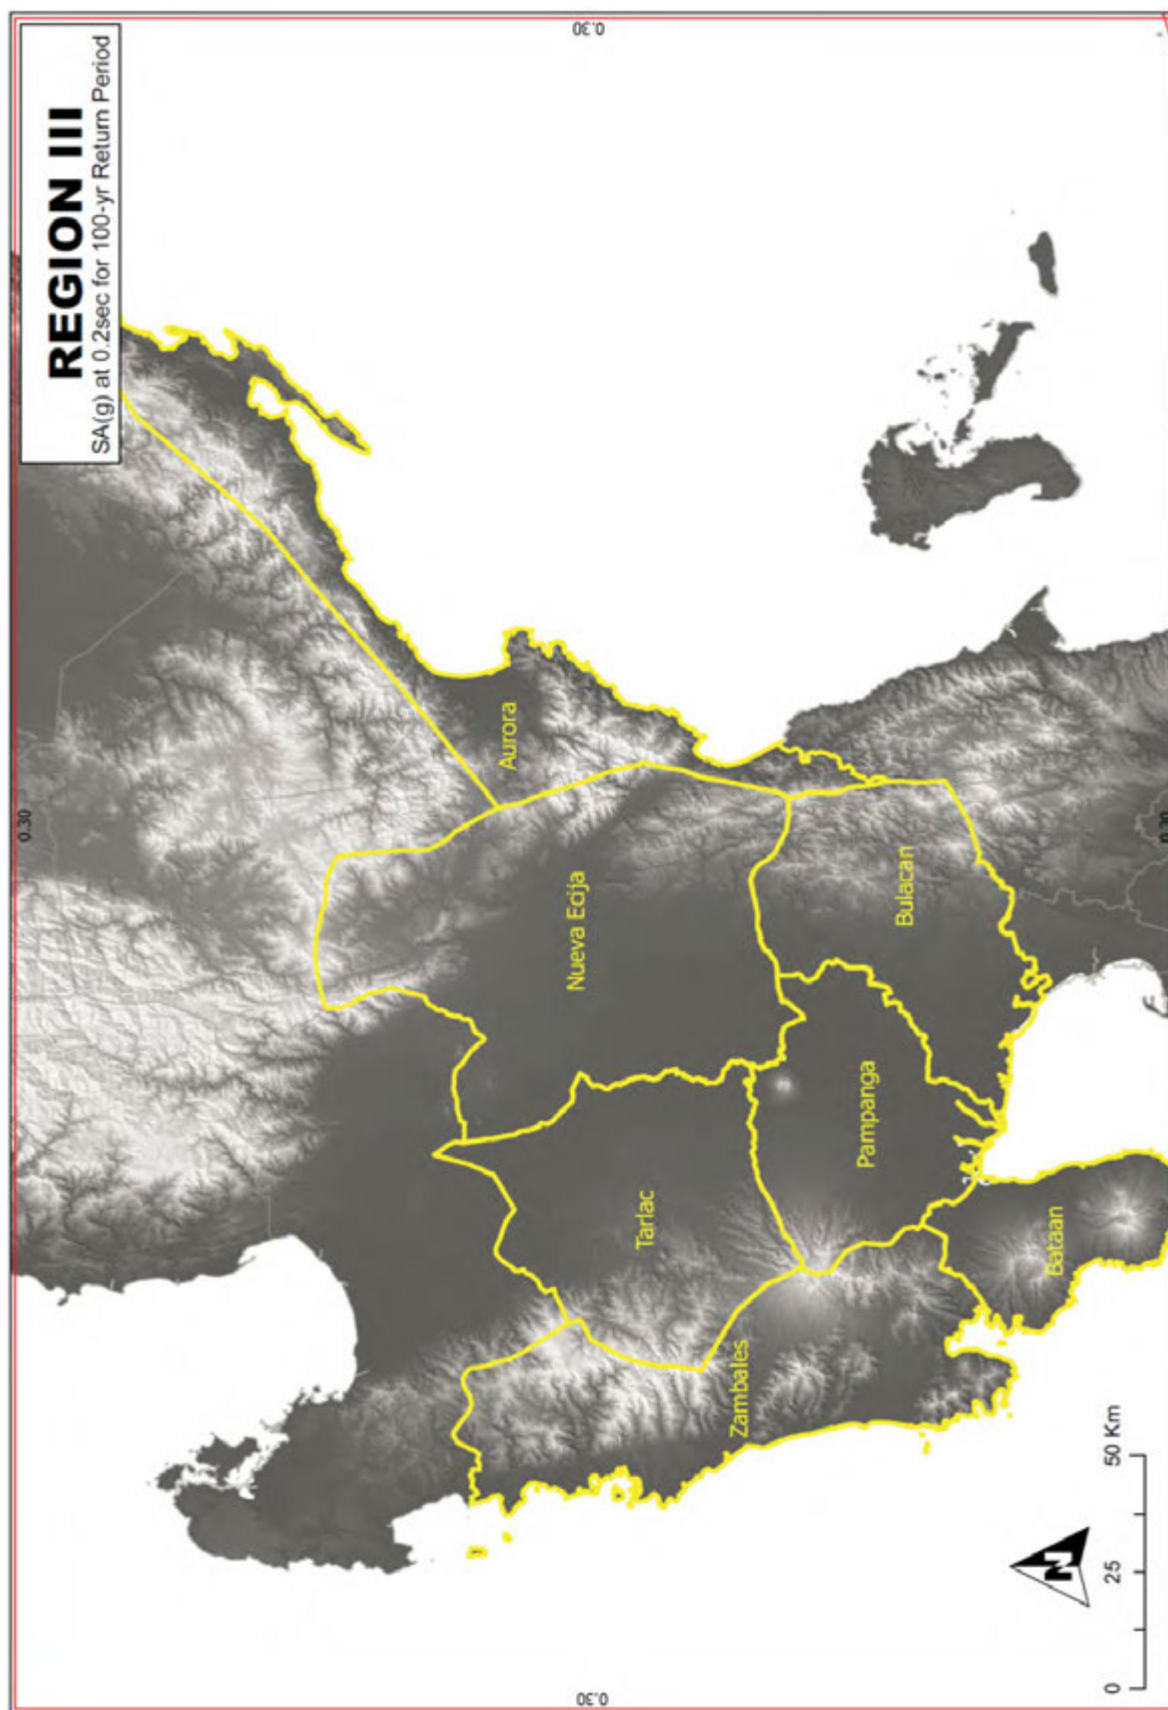 REGION III
SA(g) at 0.2sec for 100-yr Return Period
0.30
0.30
0.30
0.30
Aurora
Nueva Ecija
Tarlac
Zambales
Pampanga
Bulacan
Bataan
N
0 25 50 Km